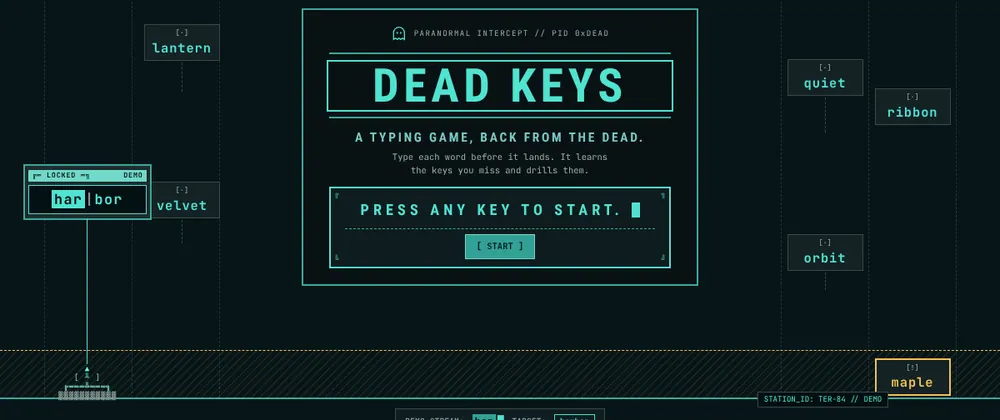 [·]
lantern
PARANORMAL INTERCEPT // PID 0xDEAD
DEAD KEYS
A TYPING GAME, BACK FROM THE DEAD.
Type each word before it lands. It learns
the keys you miss and drills them.
PRESS ANY KEY TO START.
[ START ]
[·]
quiet
[·]
ribbon
LOCKED DEMO
har|bor
[·]
velvet
[·]
orbit
[!]
maple
STATION_ID: TER-84 // DEMO